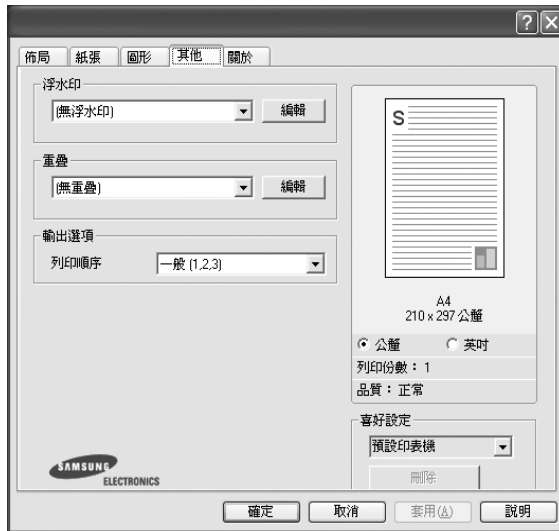 佈局 紙張 圖形 其他 關於
浮水印
(無浮水印) 編輯
重疊
(無重疊) 編輯
輸出選項
列印順序 一般 (1,2,3)
SAMSUNG
ELECTRONICS
S
A4
210 x 297 公釐
公釐 英吋
列印份數：1
品質：正常
喜好設定
預設印表機
刪除
確定 取消 套用(A) 說明